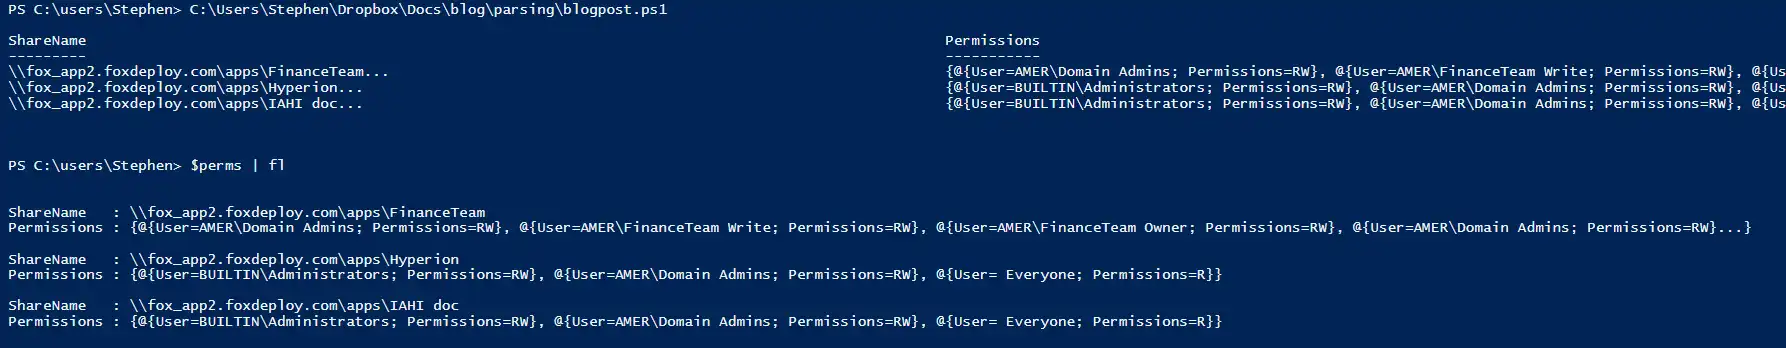 PS C:\users\Stephen> C:\Users\Stephen\Dropbox\Docs\blog\parsing\blogpost.ps1
ShareName Permissions
--------- -----------
\\fox_app2.foxdeploy.com\apps\FinanceTeam... {@{User=AMER\Domain Admins; Permissions=RW}, @{User=AMER\FinanceTeam Write; Permissions=RW}, @{Us
\\fox_app2.foxdeploy.com\apps\Hyperion... {@{User=BUILTIN\Administrators; Permissions=RW}, @{User=AMER\Domain Admins; Permissions=RW}, @{Us
\\fox_app2.foxdeploy.com\apps\IAHI doc... {@{User=BUILTIN\Administrators; Permissions=RW}, @{User=AMER\Domain Admins; Permissions=RW}, @{Us
PS C:\users\Stephen> $perms | fl
ShareName   : \\fox_app2.foxdeploy.com\apps\FinanceTeam
Permissions : {@{User=AMER\Domain Admins; Permissions=RW}, @{User=AMER\FinanceTeam Write; Permissions=RW}, @{User=AMER\FinanceTeam Owner; Permissions=RW}, @{User=AMER\Domain Admins; Permissions=RW}...}
ShareName   : \\fox_app2.foxdeploy.com\apps\Hyperion
Permissions : {@{User=BUILTIN\Administrators; Permissions=RW}, @{User=AMER\Domain Admins; Permissions=RW}, @{User= Everyone; Permissions=R}}
ShareName   : \\fox_app2.foxdeploy.com\apps\IAHI doc
Permissions : {@{User=BUILTIN\Administrators; Permissions=RW}, @{User=AMER\Domain Admins; Permissions=RW}, @{User= Everyone; Permissions=R}}